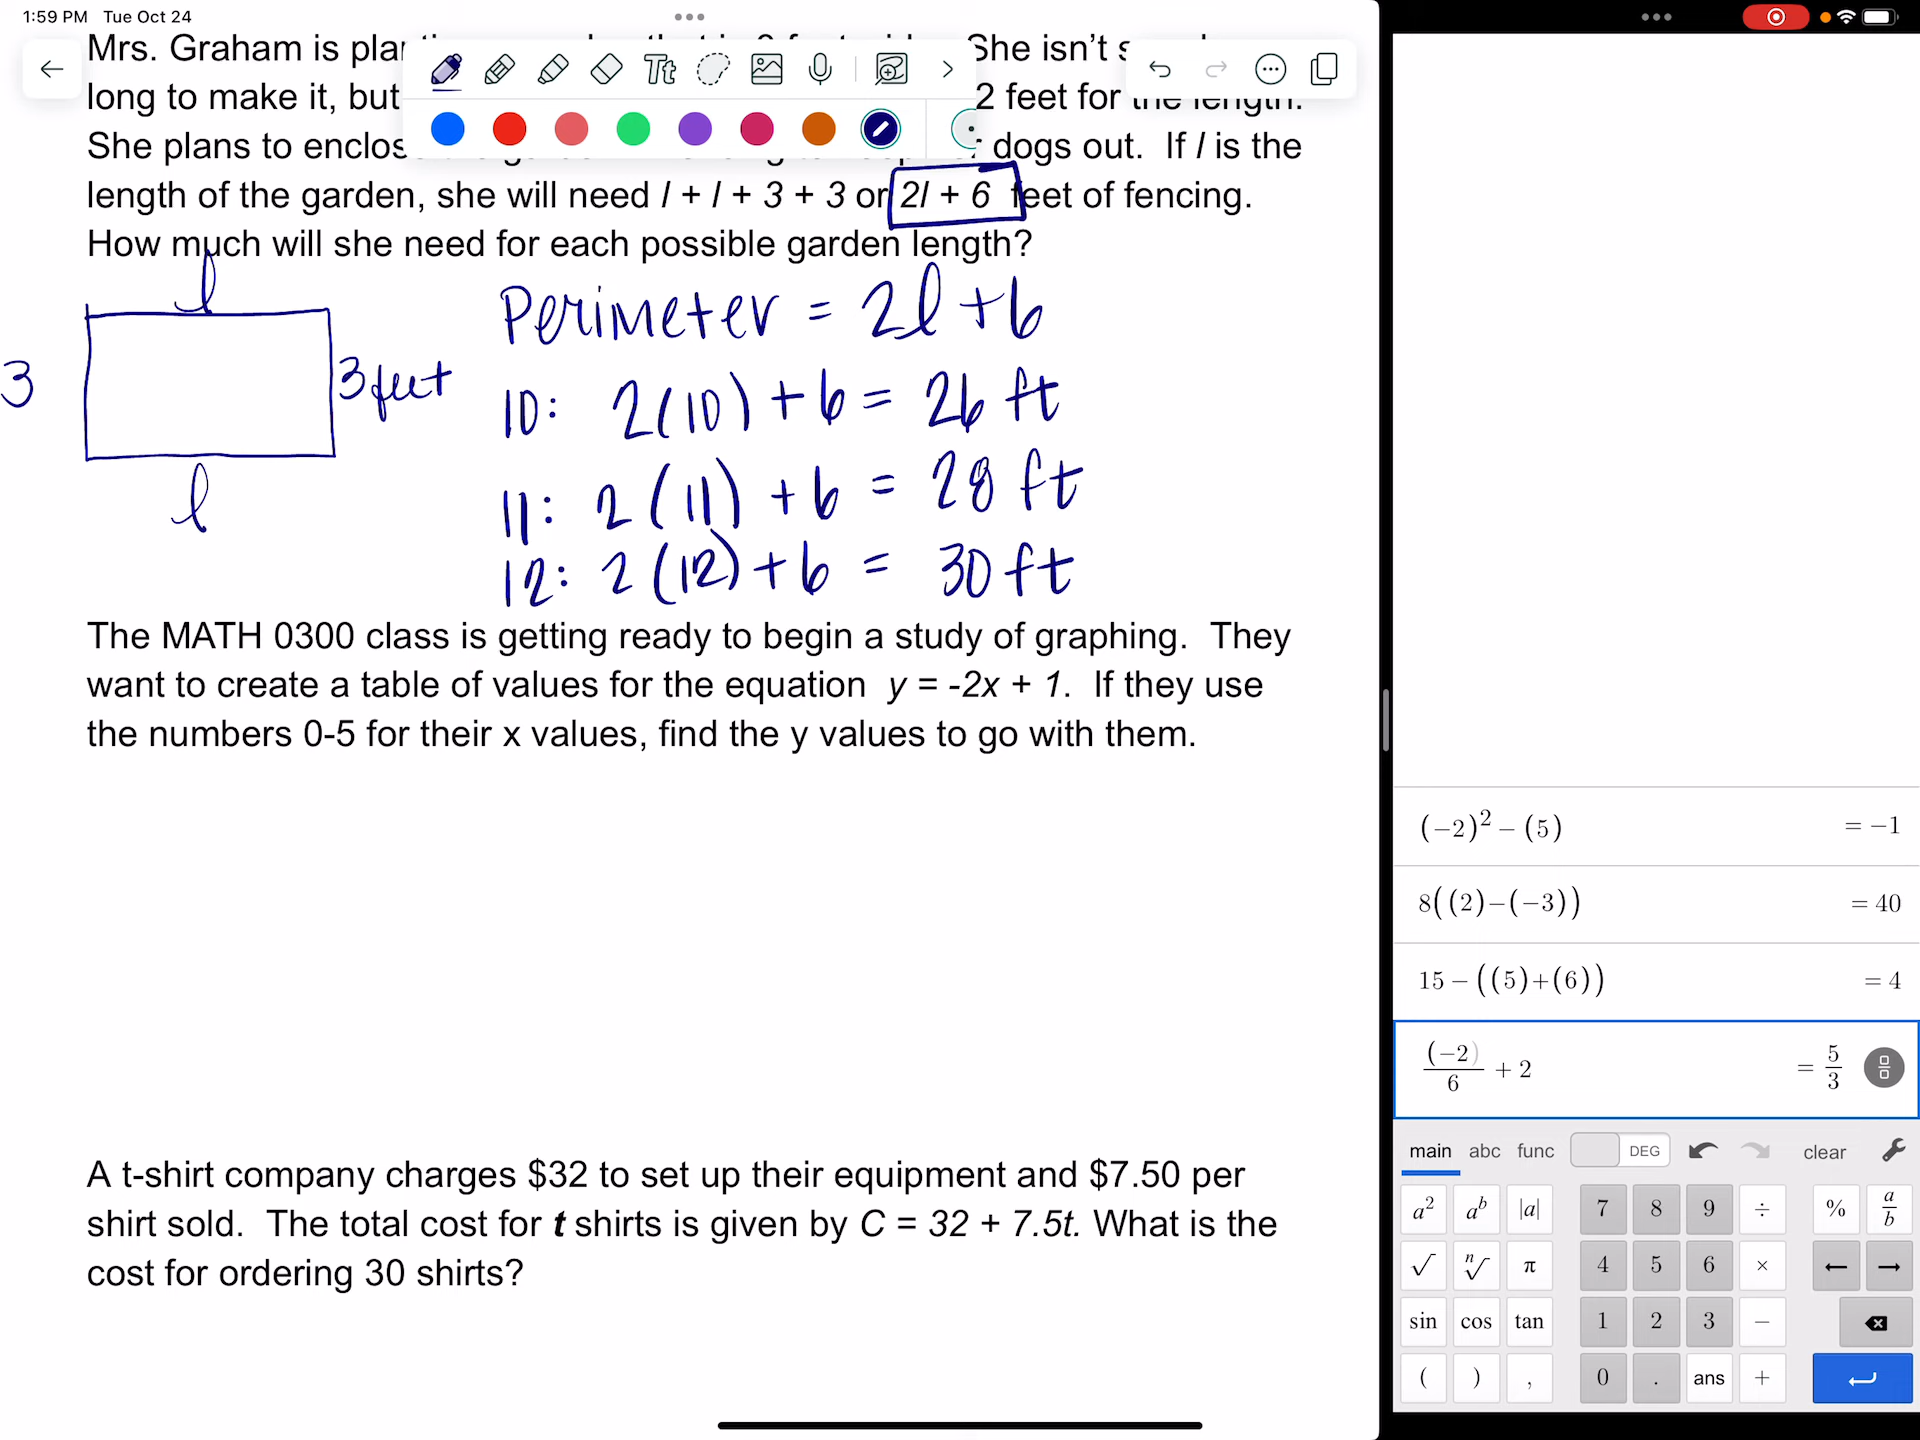 1:59 PM Tue Oct 24
Mrs. Graham is She isn't
long to make it, but 2 feet for the length.
She plans to dogs out. If l is the
length of the garden, she will need l + l + 3 + 3 or 2l + 6 feet of fencing.
How much will she need for each possible garden length?
l
3
3 feet
l
Perimeter = 2l + 6
10: 2(10) + 6 = 26 ft
11: 2(11) + 6 = 28 ft
12: 2(12) + 6 = 30 ft
The MATH 0300 class is getting ready to begin a study of graphing. They
want to create a table of values for the equation y = -2x + 1. If they use
the numbers 0-5 for their x values, find the y values to go with them.
A t-shirt company charges $32 to set up their equipment and $7.50 per
shirt sold. The total cost for t shirts is given by C = 32 + 7.5t. What is the
cost for ordering 30 shirts?
Tt
(−2)² − (5) = −1
8((2)−(−3)) = 40
15 − ((5)+(6)) = 4
(−2)/6 + 2 = 5/3
main abc func DEG clear
a² aᵇ |a| 7 8 9 ÷ % a/b
√ ⁿ√ π 4 5 6 × ← →
sin cos tan 1 2 3 −
( ) , 0 . ans +